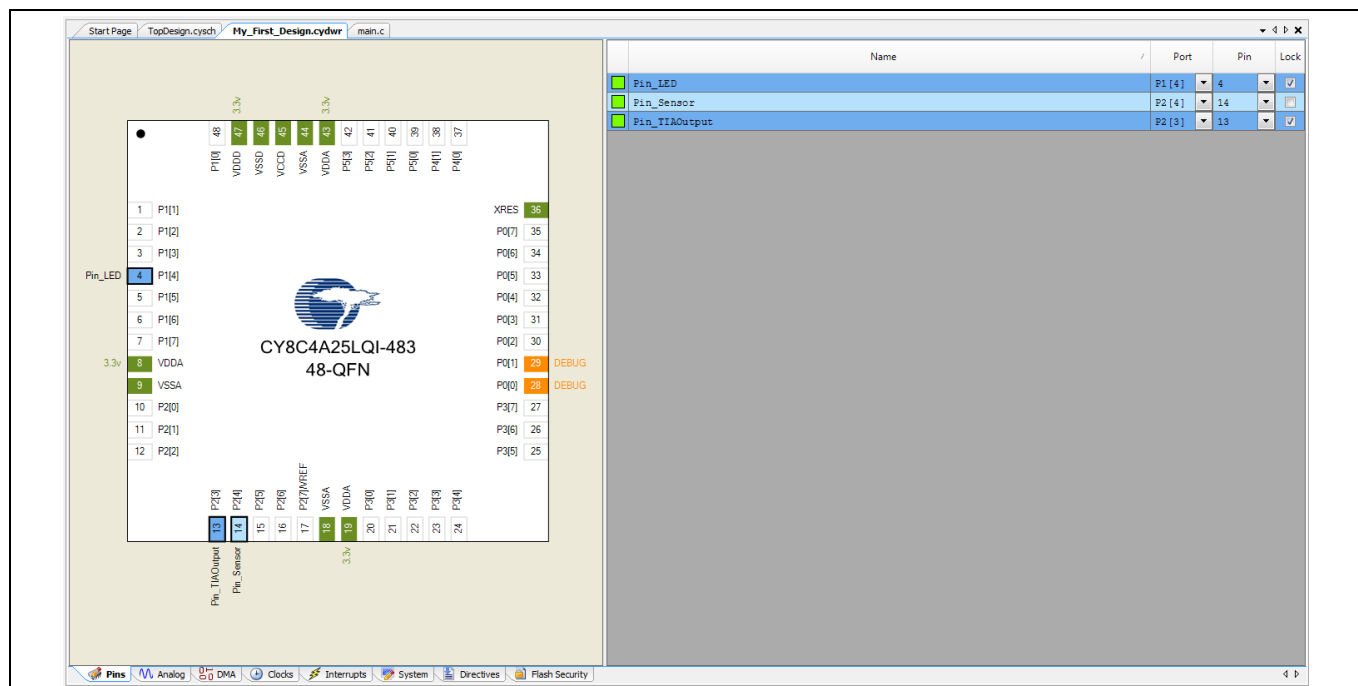 Start Page TopDesign.cysch My_First_Design.cydwr main.c
Name Port Pin Lock
Pin_LED P1[4] 4
Pin_Sensor P2[4] 14
Pin_TIAOutput P2[3] 13
3.3v 3.3v
48 47 46 45 44 43 42 41 40 39 38 37
P1[0] VDDD VSSD VCCD VSSA VDDA P5[3] P5[2] P5[1] P5[0] P4[1] P4[0]
1 P1[1] XRES 36
2 P1[2] P0[7] 35
3 P1[3] P0[6] 34
Pin_LED 4 P1[4] P0[5] 33
5 P1[5] P0[4] 32
6 P1[6] P0[3] 31
7 P1[7] P0[2] 30
CY8C4A25LQI-483
48-QFN
3.3v 8 VDDA P0[1] 29 DEBUG
9 VSSA P0[0] 28 DEBUG
10 P2[0] P3[7] 27
11 P2[1] P3[6] 26
12 P2[2] P3[5] 25
P2[3] P2[4] P2[5] P2[6] P2[7]/VREF VSSA VDDA P3[0] P3[1] P3[2] P3[3] P3[4]
13 14 15 16 17 18 19 20 21 22 23 24
Pin_TIAOutput Pin_Sensor 3.3v
Pins Analog DMA Clocks Interrupts System Directives Flash Security